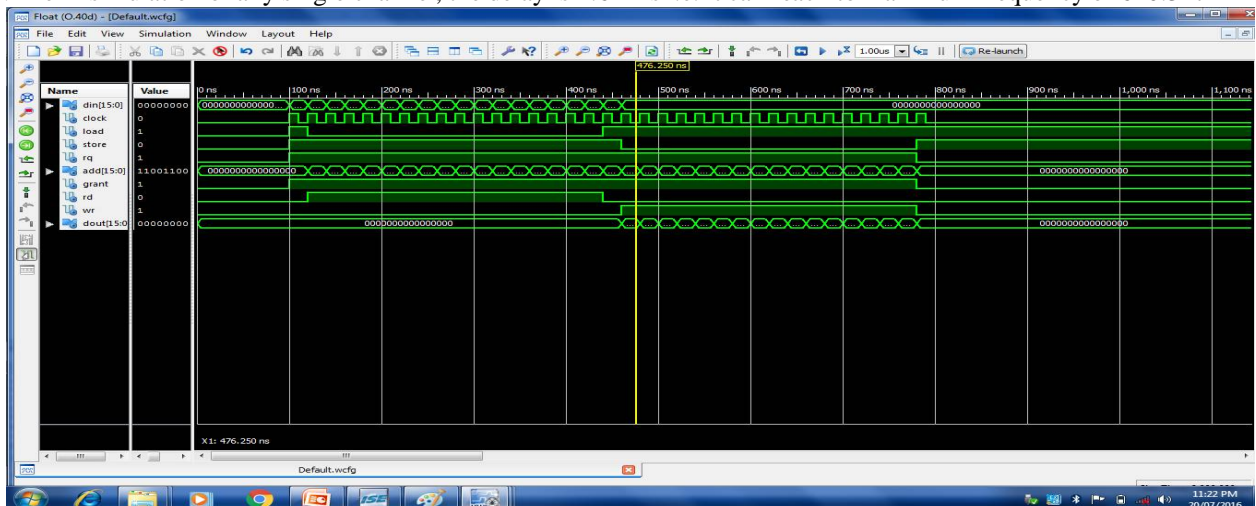 Float (O.40d) - [Default.wcfg]
File Edit View Simulation Window Layout Help
1.00us Re-launch
476.250 ns
Name Value
0 ns 100 ns 200 ns 300 ns 400 ns 500 ns 600 ns 700 ns 800 ns 900 ns 1,000 ns 1,100 ns
din[15:0] 00000000 0000000000000... 0000000000000000
clock 0
load 1
store 0
rq 1
add[15:0] 11001100 0000000000000000 0000000000000000
grant 1
rd 0
wr 1
dout[15:0 00000000 0000000000000000 0000000000000000
X1: 476.250 ns
Default.wcfg
11:22 PM
20/07/2016